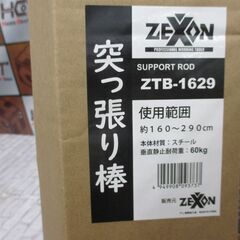 ZEXON
PROFESSIONAL WORKING TOOLS
SUPPORT ROD
ZTB-1629
突っ張り棒
使用範囲
約160～290cm
本体材質：スチール
垂直静止耐荷重：60kg
販売元
ZEXON